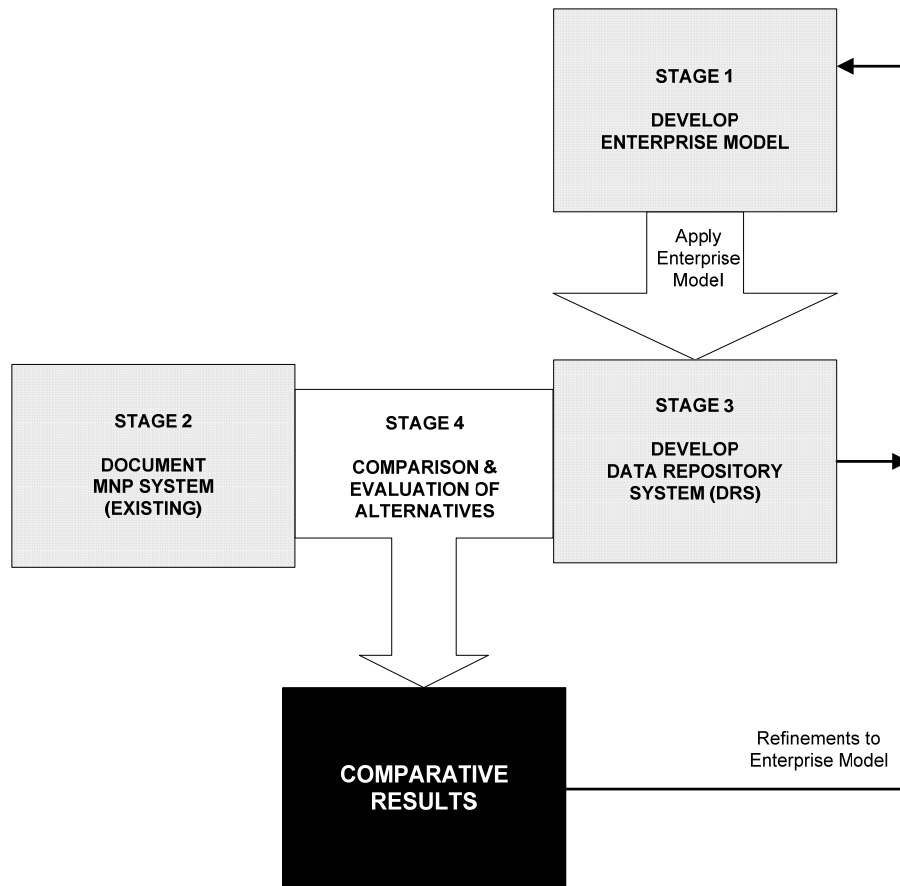 STAGE 1
DEVELOP
ENTERPRISE MODEL
Apply
Enterprise
Model
STAGE 2
DOCUMENT
MNP SYSTEM
(EXISTING)
STAGE 4
COMPARISON &
EVALUATION OF
ALTERNATIVES
STAGE 3
DEVELOP
DATA REPOSITORY
SYSTEM (DRS)
COMPARATIVE
RESULTS
Refinements to
Enterprise Model